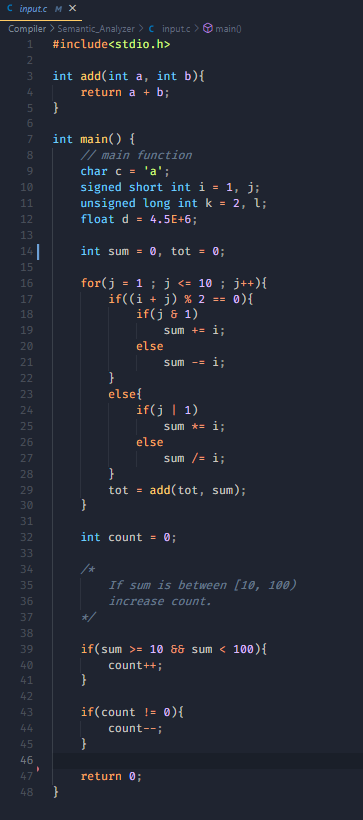 C input.c M X
Compiler > Semantic_Analyzer > C input.c > main()
1 #include<stdio.h>
2
3 int add(int a, int b){
4     return a + b;
5 }
6
7 int main() {
8     // main function
9     char c = 'a';
10     signed short int i = 1, j;
11     unsigned long int k = 2, l;
12     float d = 4.5E+6;
13
14     int sum = 0, tot = 0;
15
16     for(j = 1 ; j <= 10 ; j++){
17         if((i + j) % 2 == 0){
18             if(j & 1)
19                 sum += i;
20             else
21                 sum -= i;
22         }
23         else{
24             if(j | 1)
25                 sum *= i;
26             else
27                 sum /= i;
28         }
29         tot = add(tot, sum);
30     }
31
32     int count = 0;
33
34     /*
35         If sum is between [10, 100)
36         increase count.
37     */
38
39     if(sum >= 10 && sum < 100){
40         count++;
41     }
42
43     if(count != 0){
44         count--;
45     }
46
47     return 0;
48 }